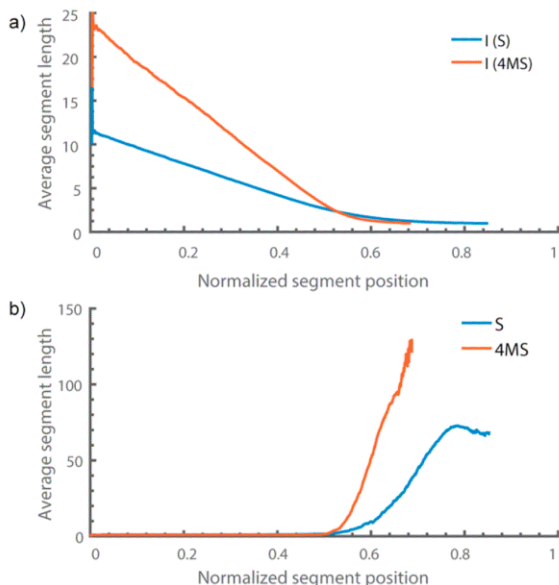 a)
25
20
15
10
5
0
Average segment length
I (S)
I (4MS)
0
0.2
0.4
0.6
0.8
1
Normalized segment position
b)
150
100
50
0
Average segment length
S
4MS
0
0.2
0.4
0.6
0.8
1
Normalized segment position